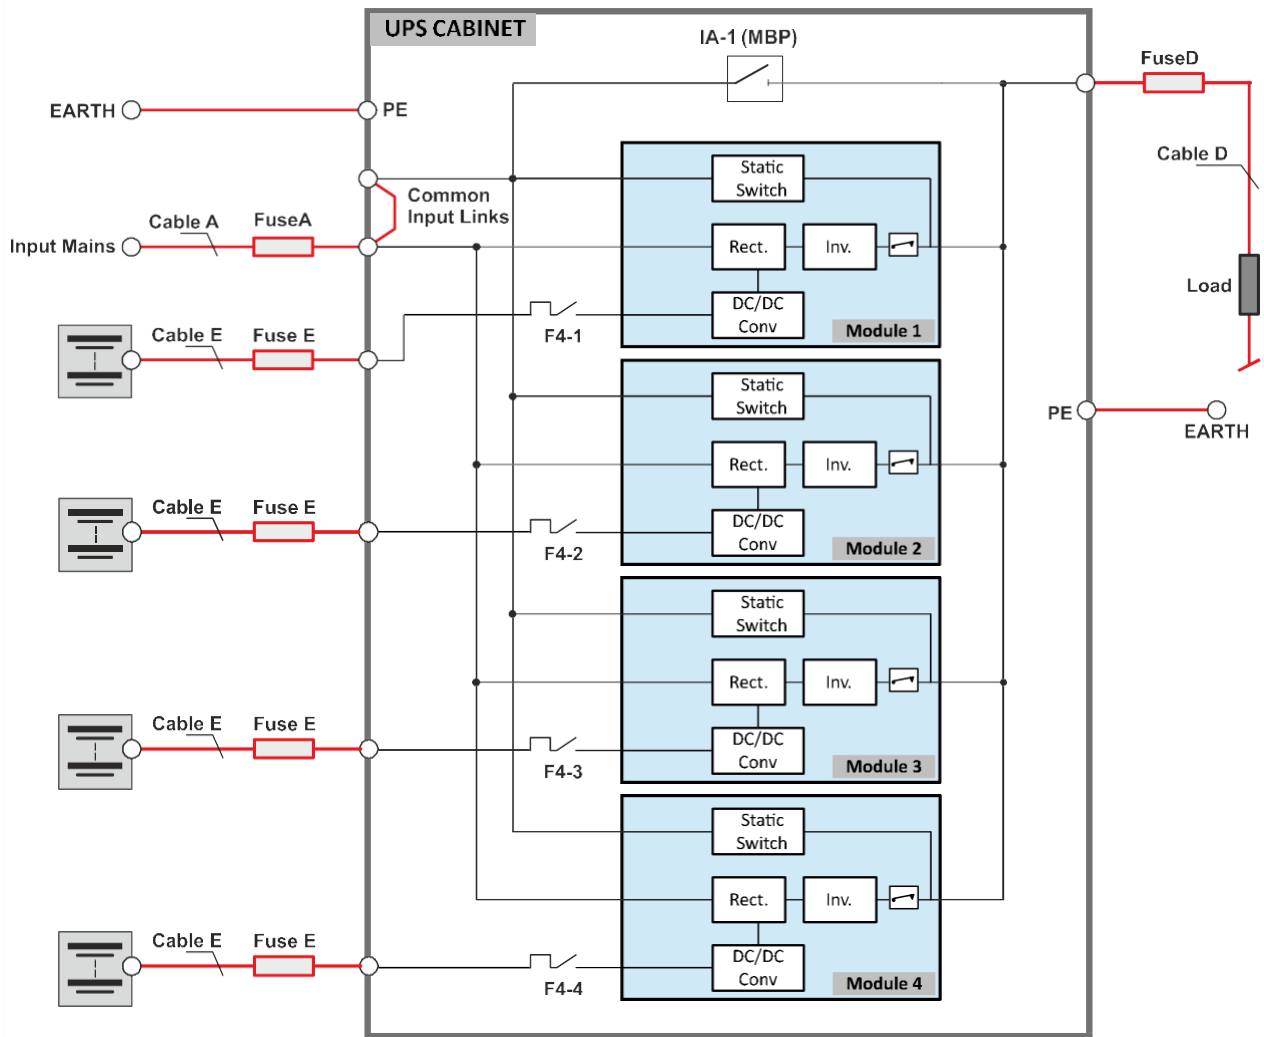 UPS CABINET
IA-1 (MBP)
FuseD
EARTH
PE
Cable D
Static
Switch
Common
Input Links
Cable A
FuseA
Input Mains
Rect.
Inv.
Load
DC/DC
Conv
Module 1
F4-1
Cable E
Fuse E
Static
Switch
PE
EARTH
Rect.
Inv.
Cable E
Fuse E
DC/DC
Conv
Module 2
F4-2
Static
Switch
Rect.
Inv.
Cable E
Fuse E
DC/DC
Conv
Module 3
F4-3
Static
Switch
Rect.
Inv.
Cable E
Fuse E
DC/DC
Conv
Module 4
F4-4